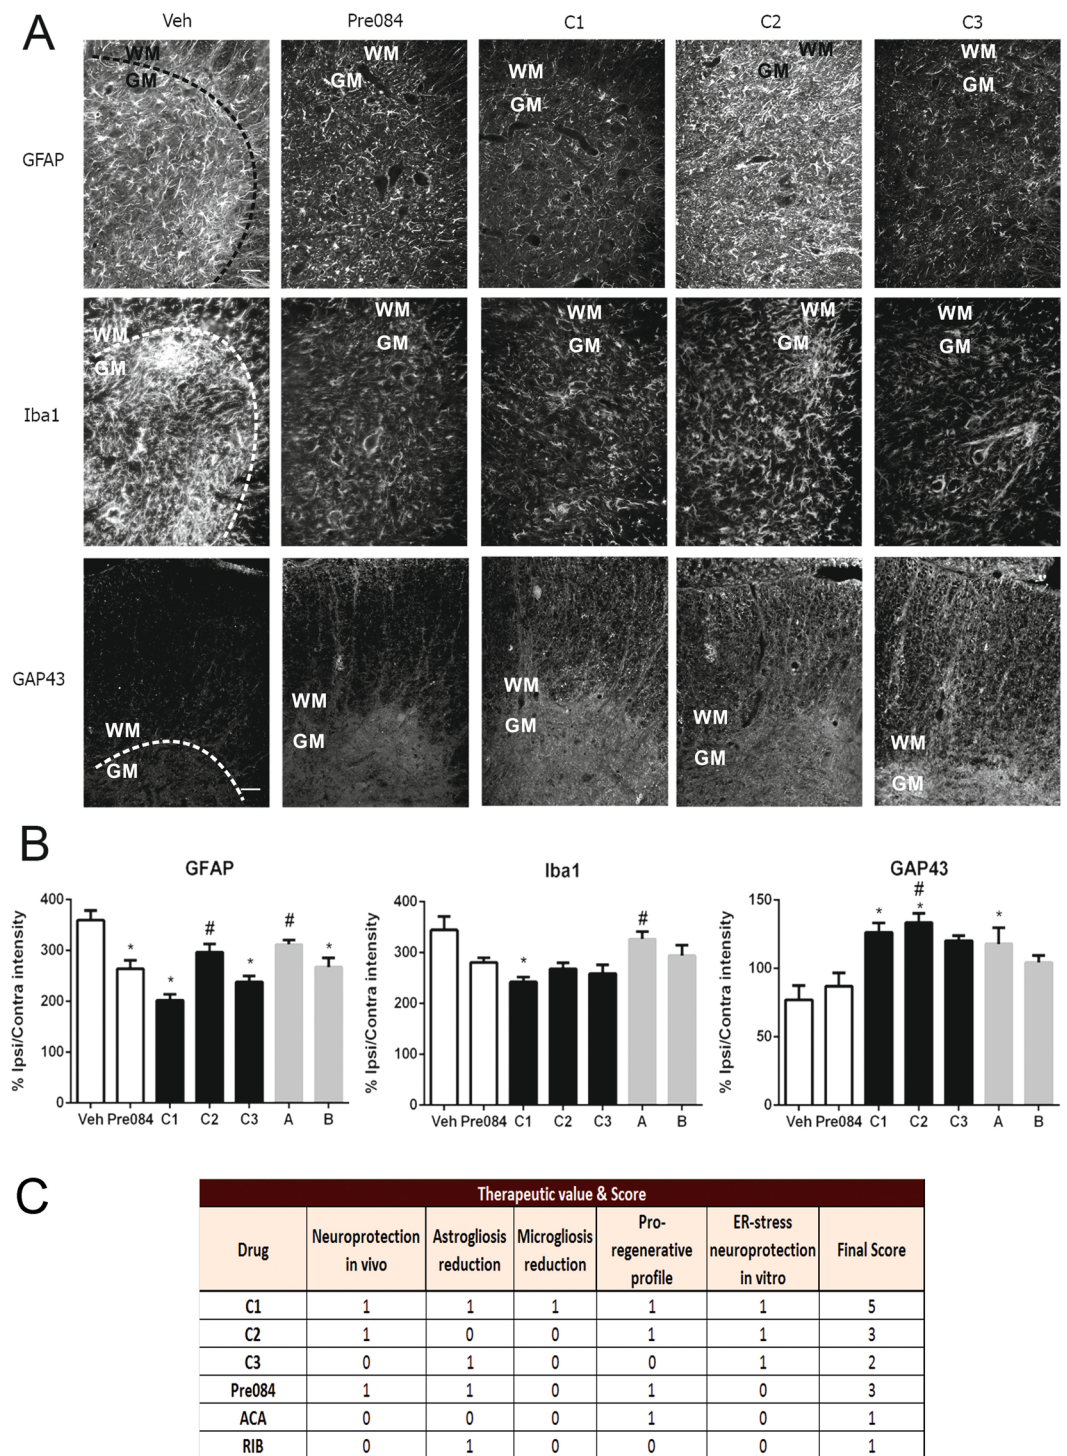 A
Veh Pre084 C1 C2 C3
GFAP
WM GM
WM GM
WM GM
WM GM
WM GM
Iba1
WM GM
WM GM
WM GM
WM GM
WM GM
GAP43
WM GM
WM GM
WM GM
WM GM
WM GM
B
GFAP
% Ipsi/Contra intensity
400
300
200
100
0
* * # * # *
Veh Pre084 C1 C2 C3 A B
Iba1
% Ipsi/Contra intensity
400
300
200
100
0
* #
Veh Pre084 C1 C2 C3 A B
GAP43
% Ipsi/Contra intensity
150
100
50
0
#
* * *
Veh Pre084 C1 C2 C3 A B
C
Therapeutic value & Score
Drug
Neuroprotection
in vivo
Astrogliosis
reduction
Microgliosis
reduction
Pro-
regenerative
profile
ER-stress
neuroprotection
in vitro
Final Score
C1 1 1 1 1 1 5
C2 1 0 0 1 1 3
C3 0 1 0 0 1 2
Pre084 1 1 0 1 0 3
ACA 0 0 0 1 0 1
RIB 0 1 0 0 0 1